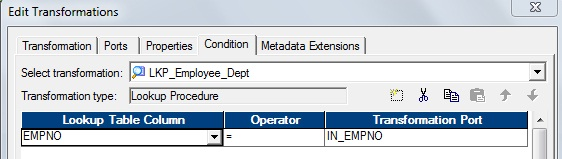 Edit Transformations
Transformation Ports Properties Condition Metadata Extensions
Select transformation: LKP_Employee_Dept
Transformation type: Lookup Procedure
Lookup Table Column Operator Transformation Port
EMPNO = IN_EMPNO